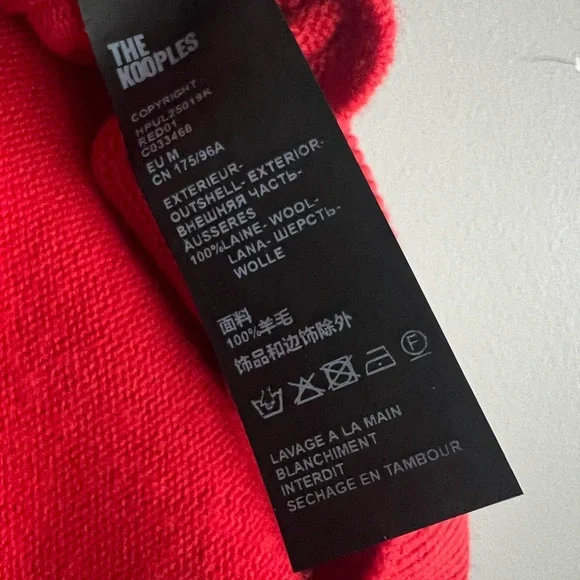 THE
KOOPLES
COPYRIGHT
HPUL25019K
RED01
C033468
EU M
CN 175/96A
EXTERIEUR-
OUTSHELL- EXTERIOR-
ВНЕШНЯЯ ЧАСТЬ-
ÄUSSERES
100%LAINE- WOOL-
LANA- ШЕРСТЬ-
WOLLE
面料
100%羊毛
饰品和边饰除外
F
LAVAGE A LA MAIN
BLANCHIMENT
INTERDIT
SECHAGE EN TAMBOUR